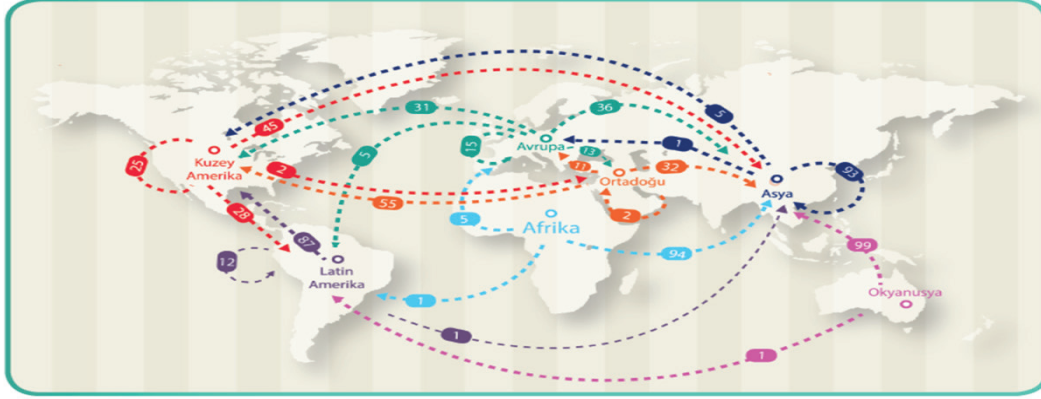 5
45
31
36
5
1
15
Avrupa
13
25
Kuzey
Amerika
2
11
32
Ortadoğu
93
Asya
55
28
2
5
Afrika
87
94
99
12
Latin
Amerika
Okyanusya
1
1
1